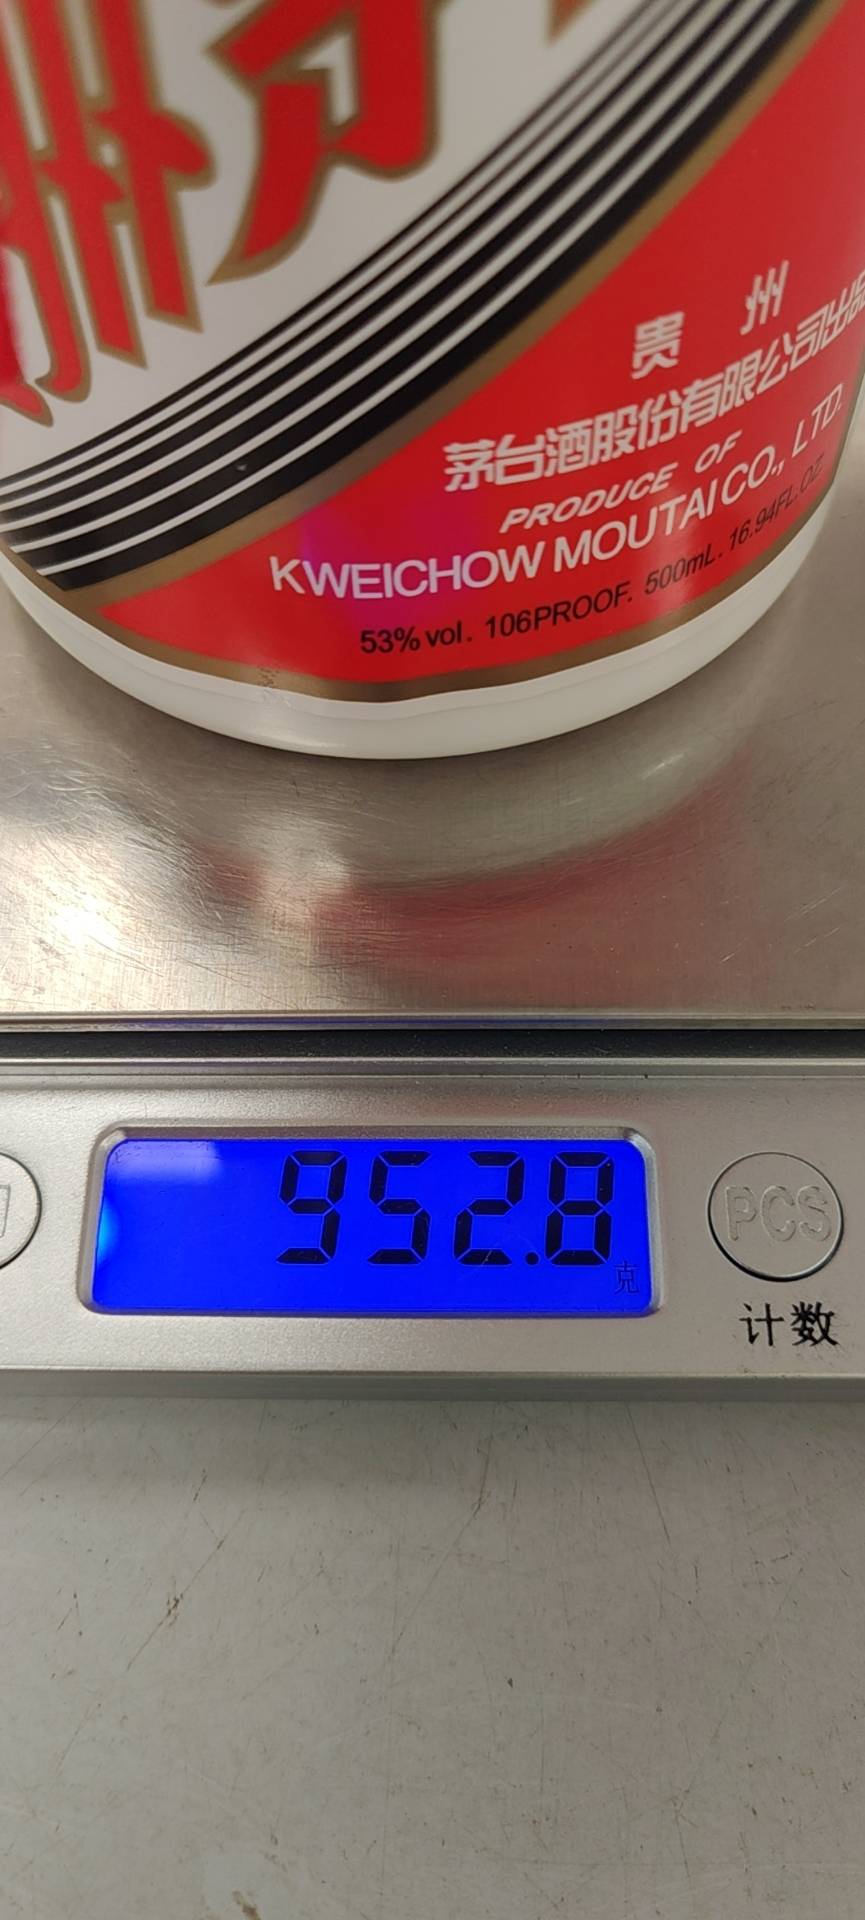 贵州
茅台酒股份有限公司出品
PRODUCE OF
KWEICHOW MOUTAI CO., LTD.
53% vol. 106PROOF. 500mL. 16.94FL.OZ
952.8
克
PCS
计数